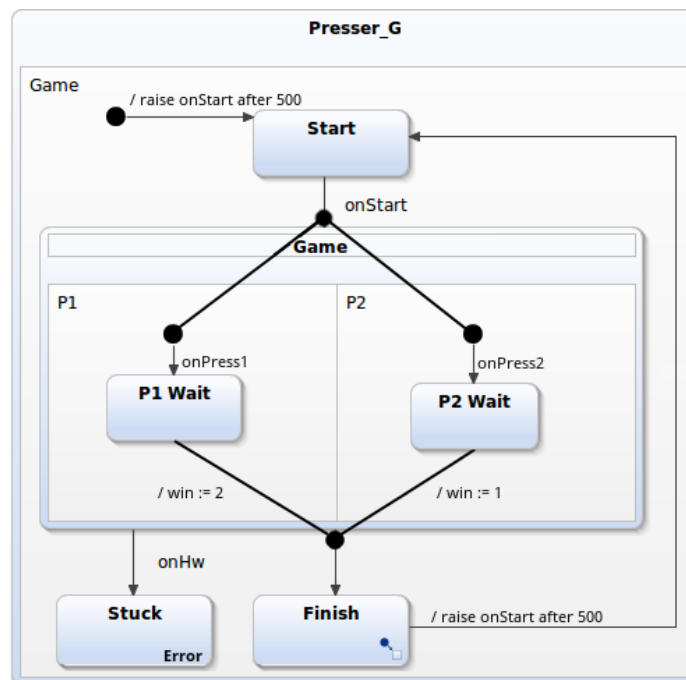 Presser_G
Game
/ raise onStart after 500
Start
onStart
Game
P1
P2
onPress1
onPress2
P1 Wait
P2 Wait
/ win := 2
/ win := 1
onHw
Stuck
Error
Finish
/ raise onStart after 500